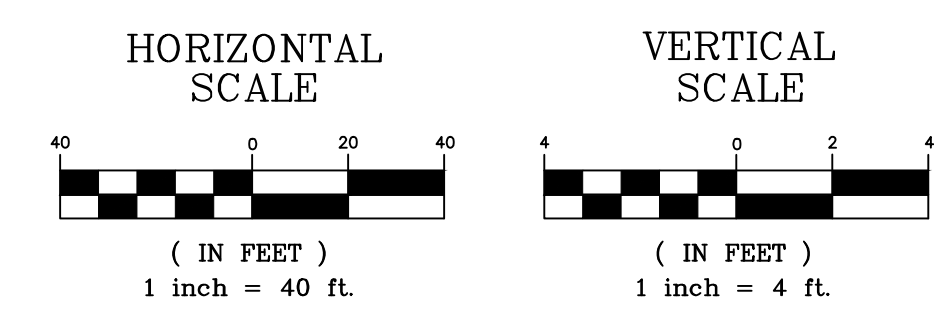 HORIZONTAL
SCALE
40 0 20 40
( IN FEET )
1 inch = 40 ft.
VERTICAL
SCALE
4 0 2 4
( IN FEET )
1 inch = 4 ft.